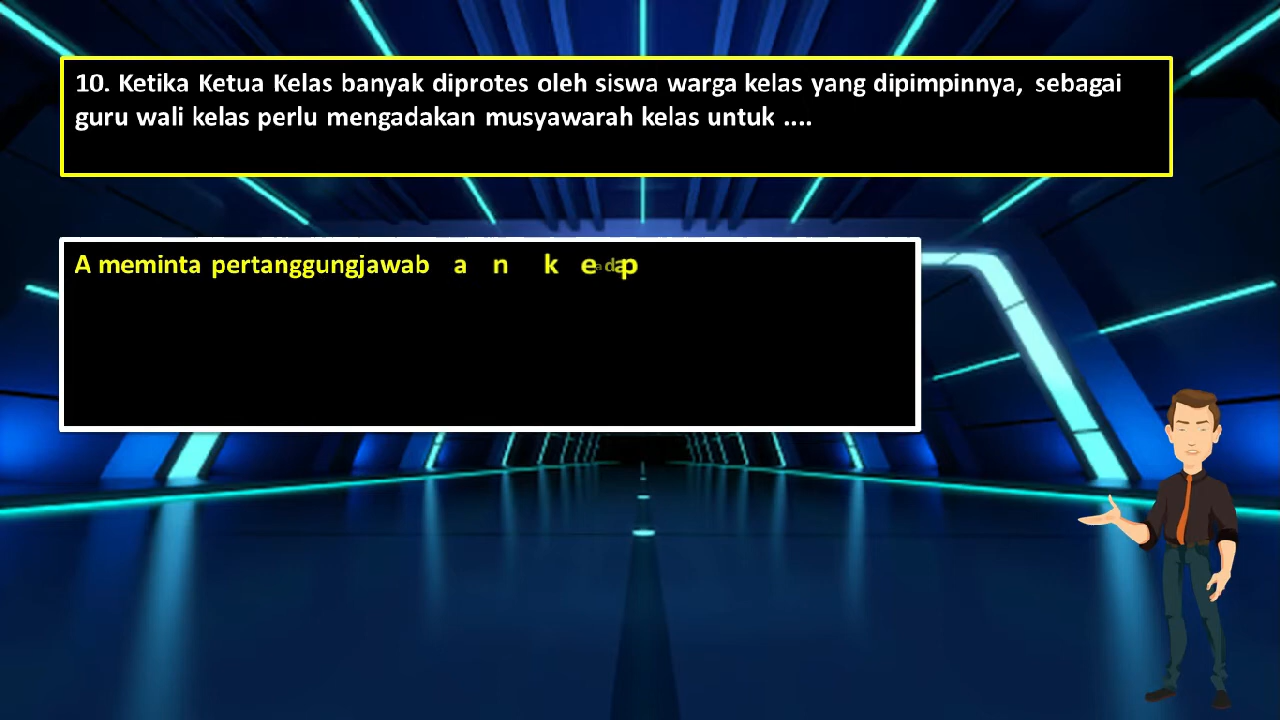 10. Ketika Ketua Kelas banyak diprotes oleh siswa warga kelas yang dipimpinnya, sebagai
guru wali kelas perlu mengadakan musyawarah kelas untuk ....
A meminta pertanggungjawaban